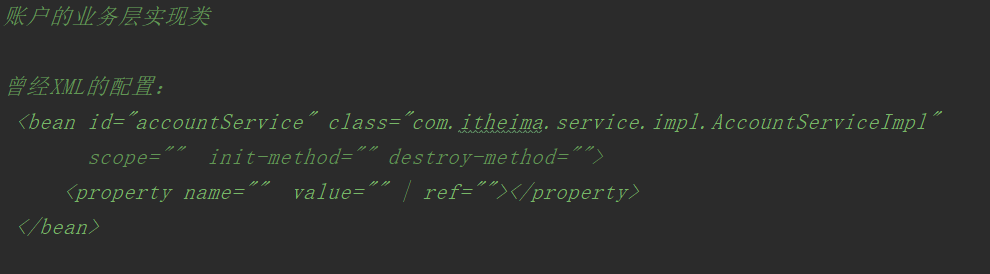 账户的业务层实现类
曾经XML的配置：
<bean id="accountService" class="com.itheima.service.impl.AccountServiceImpl"
scope=""  init-method="" destroy-method="">
<property name=""  value="" | ref=""></property>
</bean>